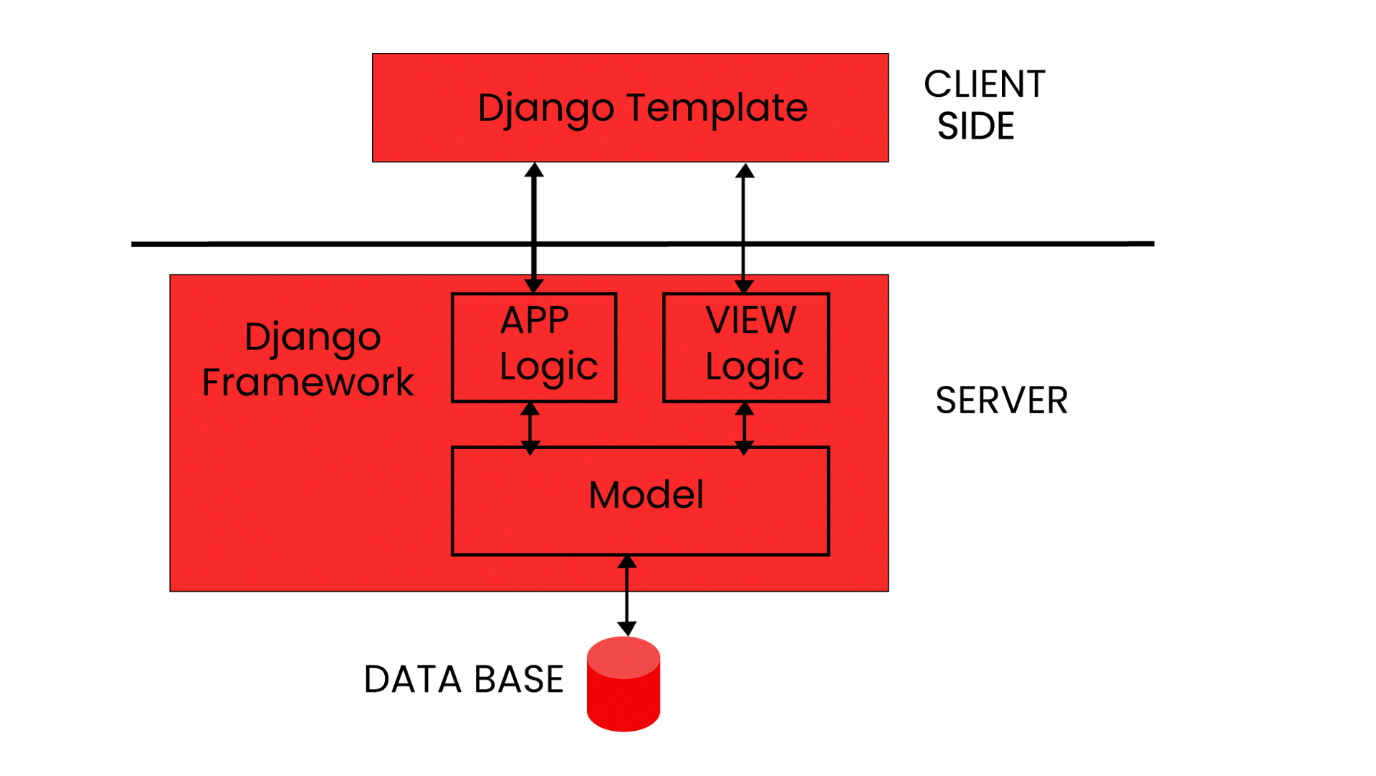 Django Template
CLIENT
SIDE
Django
Framework
APP
Logic
VIEW
Logic
SERVER
Model
DATA BASE